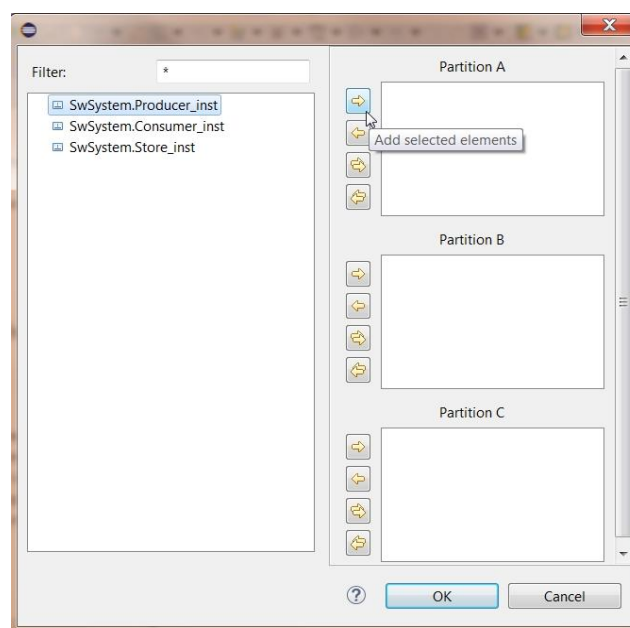 Filter: *
SwSystem.Producer_inst
SwSystem.Consumer_inst
SwSystem.Store_inst
Partition A
Add selected elements
Partition B
Partition C
OK
Cancel